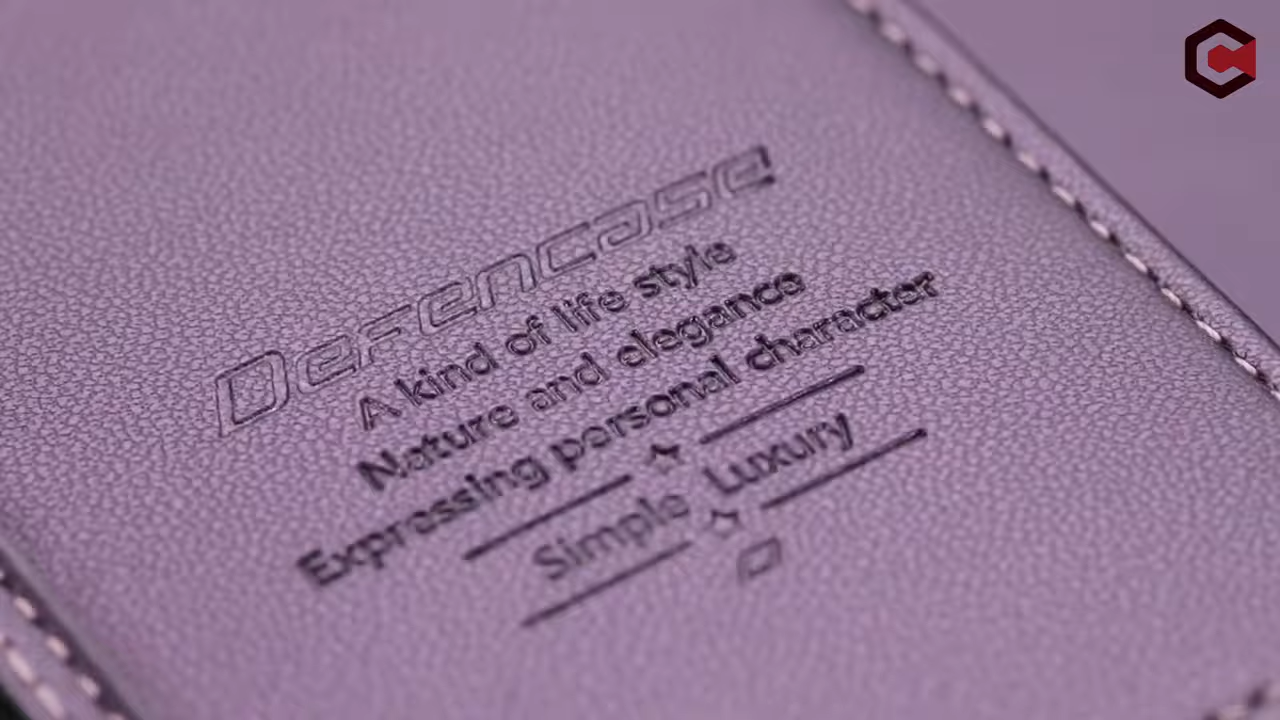 Defencase
A kind of life style
Nature and elegance
Expressing personal character
Simple Luxury